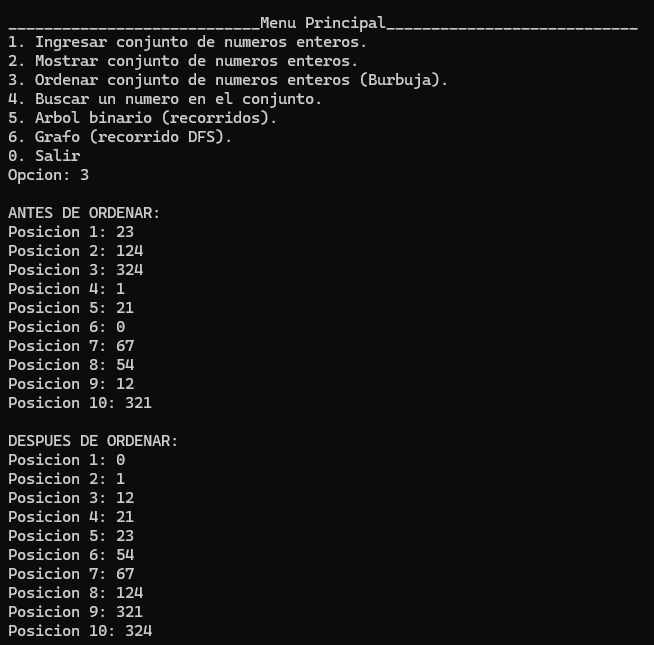 ____________________________Menu Principal____________________________
1. Ingresar conjunto de numeros enteros.
2. Mostrar conjunto de numeros enteros.
3. Ordenar conjunto de numeros enteros (Burbuja).
4. Buscar un numero en el conjunto.
5. Arbol binario (recorridos).
6. Grafo (recorrido DFS).
0. Salir
Opcion: 3

ANTES DE ORDENAR:
Posicion 1: 23
Posicion 2: 124
Posicion 3: 324
Posicion 4: 1
Posicion 5: 21
Posicion 6: 0
Posicion 7: 67
Posicion 8: 54
Posicion 9: 12
Posicion 10: 321

DESPUES DE ORDENAR:
Posicion 1: 0
Posicion 2: 1
Posicion 3: 12
Posicion 4: 21
Posicion 5: 23
Posicion 6: 54
Posicion 7: 67
Posicion 8: 124
Posicion 9: 321
Posicion 10: 324